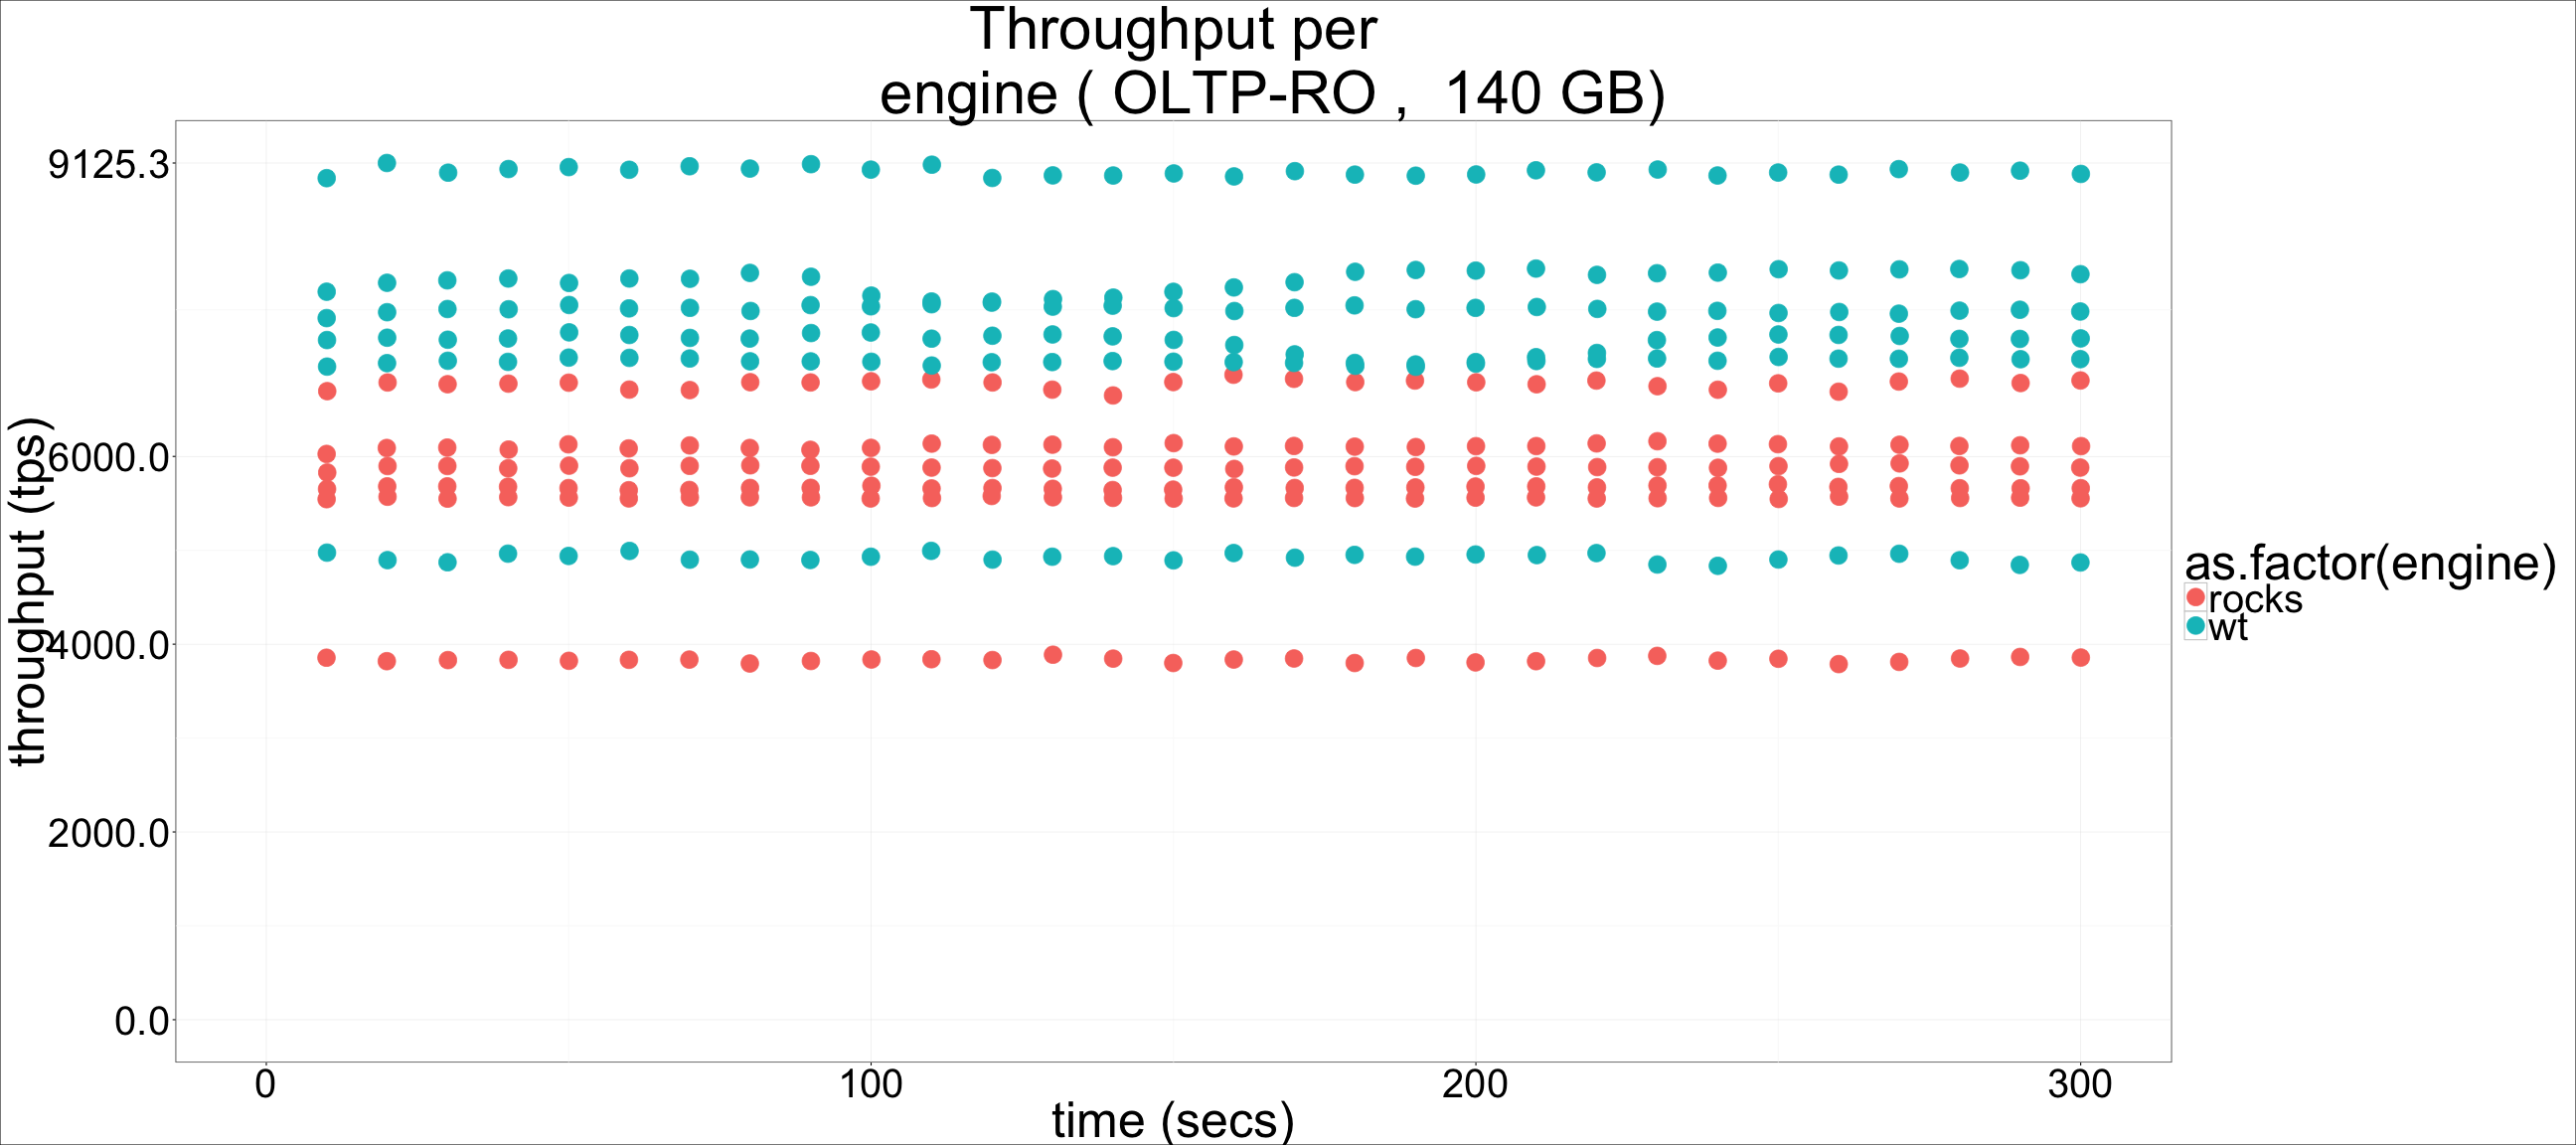 Throughput per
engine ( OLTP-RO ,  140 GB)
throughput (tps)
9125.3
6000.0
4000.0
2000.0
0.0
0
100
200
300
time (secs)
as.factor(engine)
rocks
wt